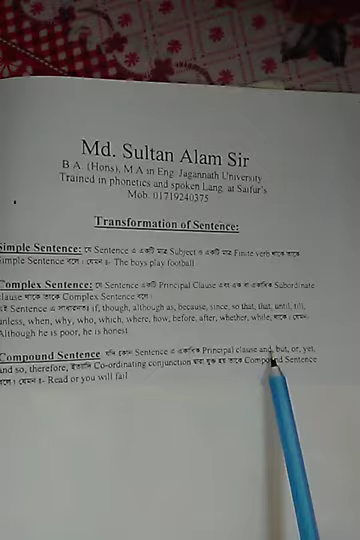 Md. Sultan Alam Sir
B A. (Hons), M.A in Eng. Jagannath University
Trained in phonetics and spoken Lang. at Saifur's
Mob. 01719240375
Transformation of Sentence:
Simple Sentence: যে Sentence এ একটি মাত্র Subject ও একটি মাত্র Finite verb থাকে তাকে
Simple Sentence বলে। যেমন ঃ- The boys play football
Complex Sentence: যে Sentence একটি Principal Clause এবং এক বা একাধিক Subordinate
clause থাকে তাকে Complex Sentence বলে।
এই Sentence এ সাধারনতঃ If, though, although as, because, since, so that, that, until, till,
unless, when, why, who, which, where, how, before, after, whether, while, থাকে। যেমন-
Although he is poor, he is honest
Compound Sentence যদি কোন Sentence এ একাধিক Principal clause and, but, or, yet,
and so, therefore, ইত্যাদি Co-ordinating conjunction দ্বারা যুক্ত হয় তাকে Compound Sentence
বলে। যেমন ঃ- Read or you will fail